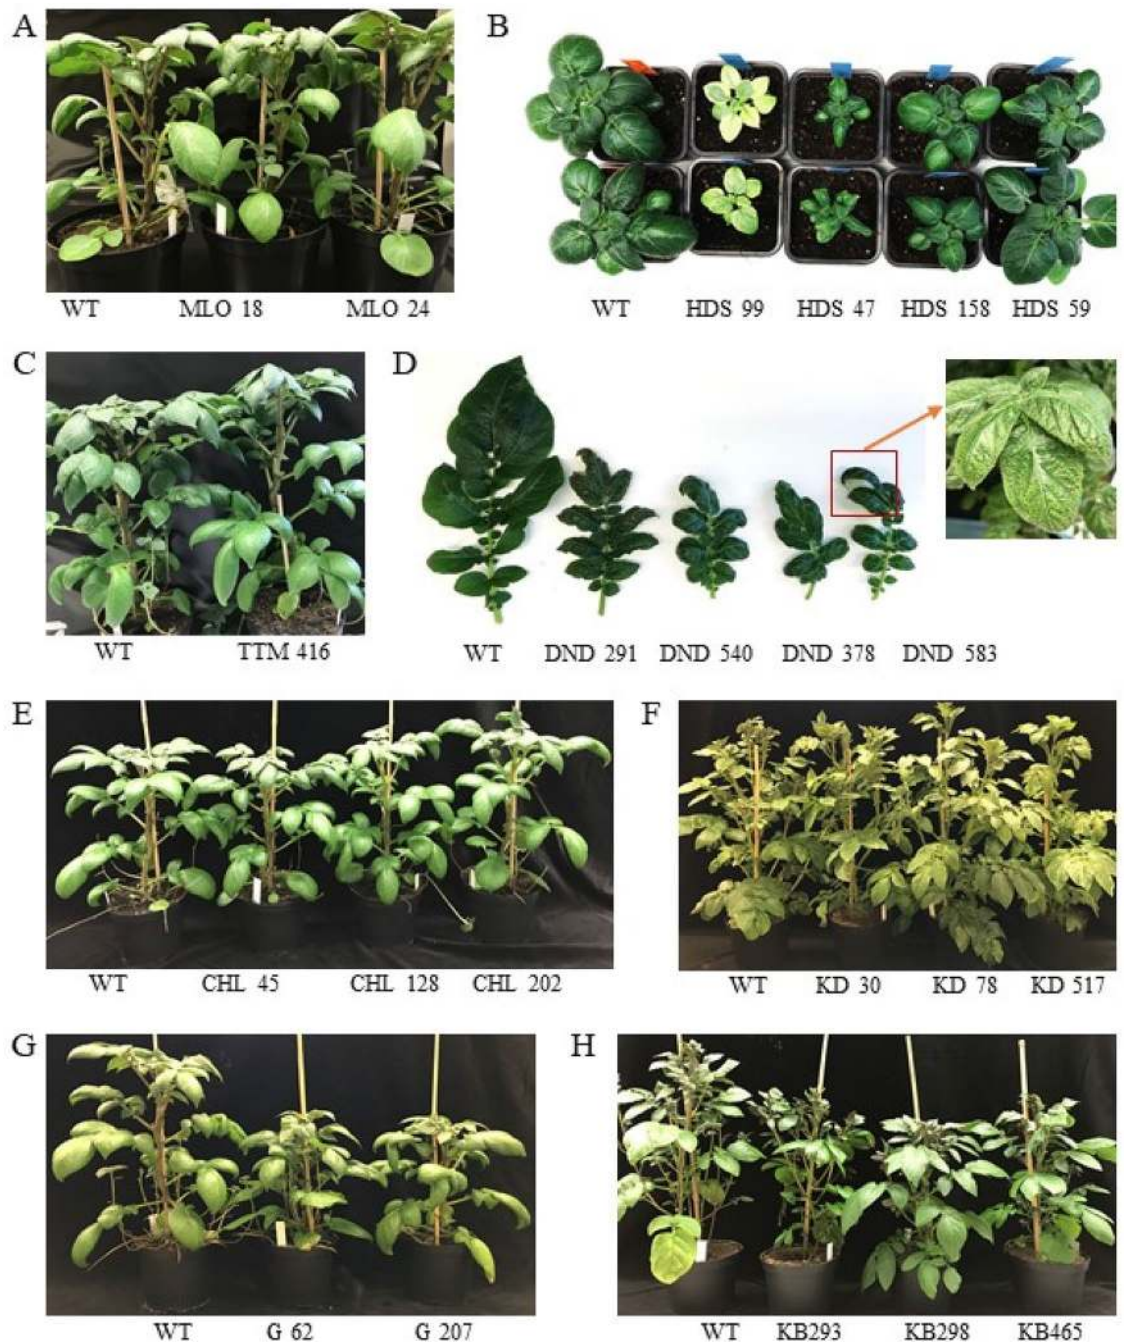 A
B
WT MLO 18 MLO 24
WT HDS 99 HDS 47 HDS 158 HDS 59
C
D
WT TTM 416
WT DND 291 DND 540 DND 378 DND 583
E
F
WT CHL 45 CHL 128 CHL 202
WT KD 30 KD 78 KD 517
G
H
WT G 62 G 207
WT KB293 KB298 KB465